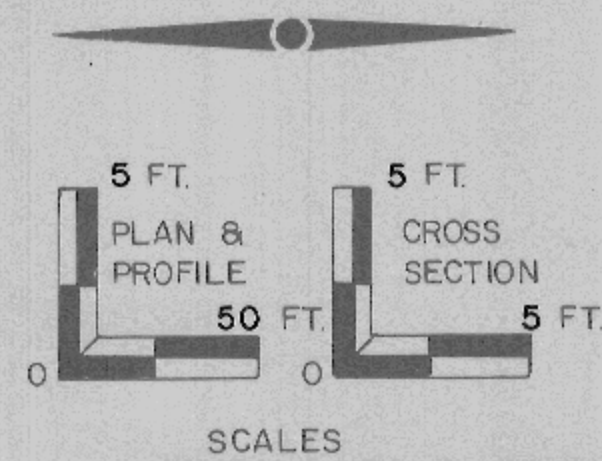 5 FT.
PLAN &
PROFILE
50 FT.
0
5 FT.
CROSS
SECTION
5 FT.
0
SCALES